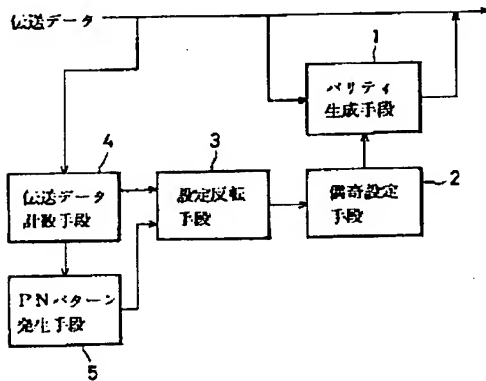 伝送データ
1
パリティ
生成手段
4
3
伝送データ
計数手段
設定反転
手段
偶奇設定
手段
2
PNパターン
発生手段
5